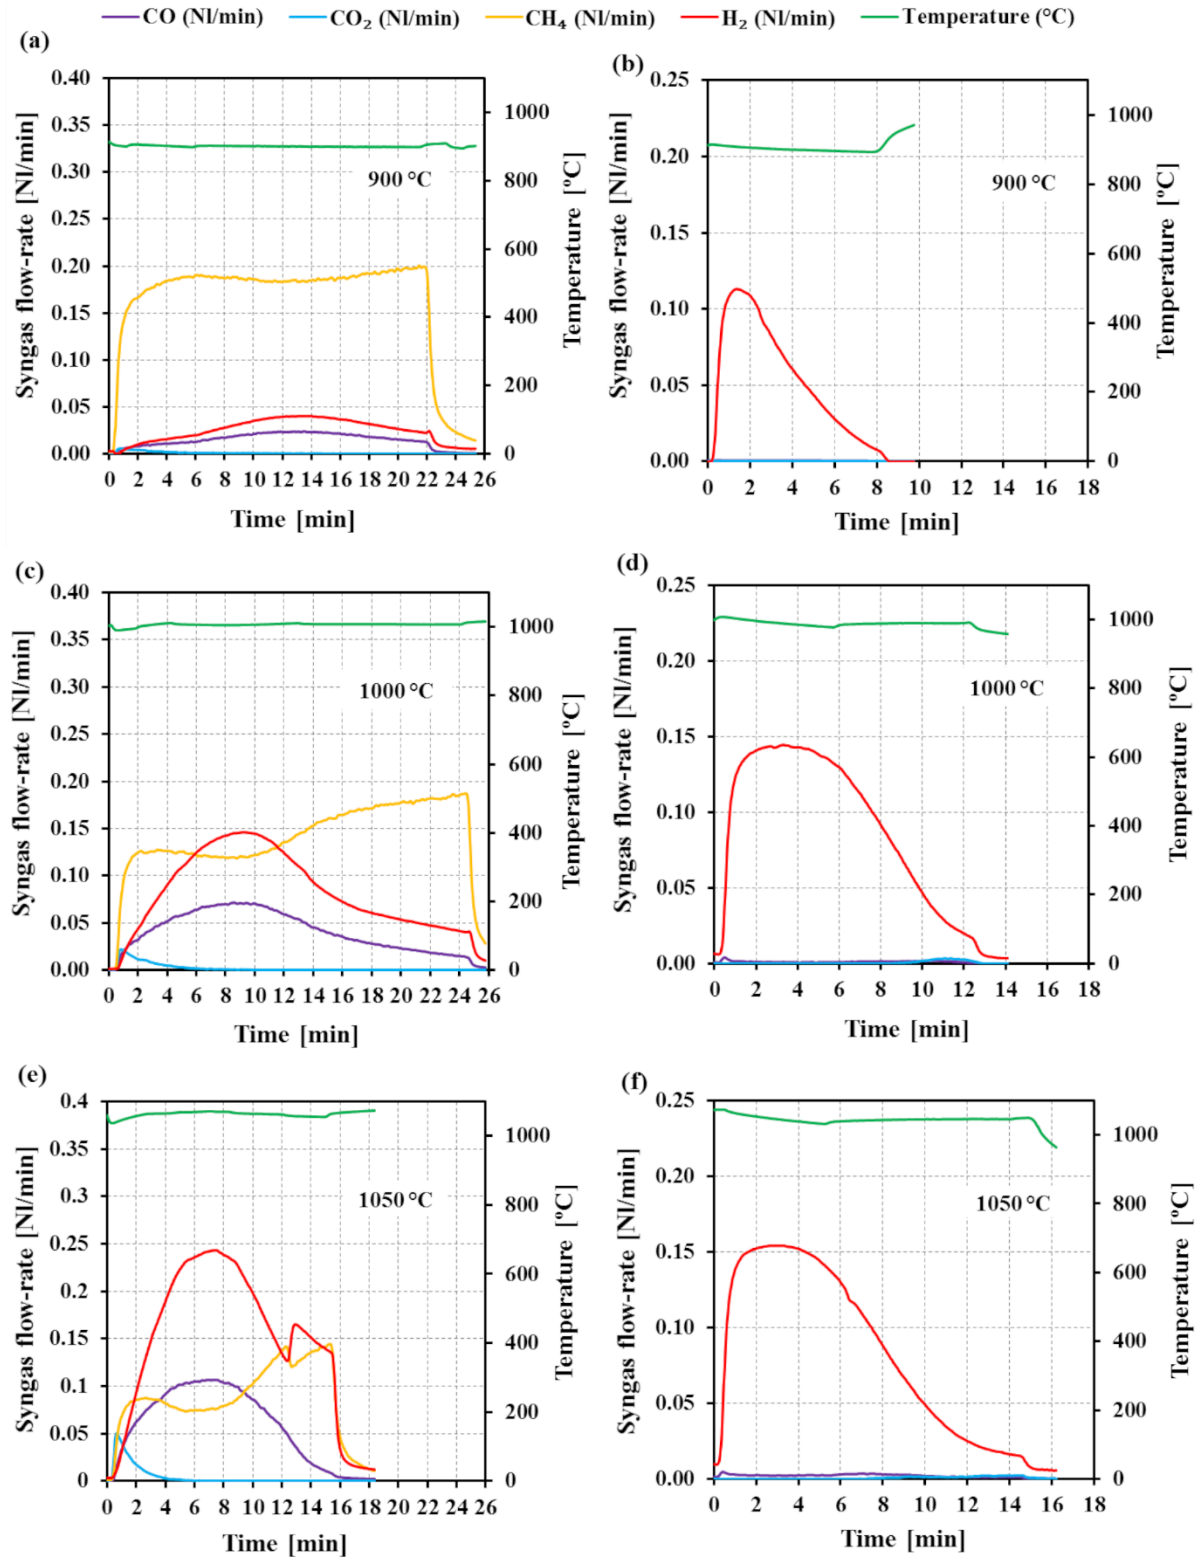 CO (Nl/min) CO₂ (Nl/min) CH₄ (Nl/min) H₂ (Nl/min) Temperature (°C)
(a)
Syngas flow-rate [Nl/min]
0.40
0.35
0.30
0.25
0.20
0.15
0.10
0.05
0.00
900 °C
1000
800
600
400
200
0
Temperature [°C]
0 2 4 6 8 10 12 14 16 18 20 22 24 26
Time [min]
(b)
Syngas flow-rate [Nl/min]
0.25
0.20
0.15
0.10
0.05
0.00
900 °C
1000
800
600
400
200
0
Temperature [°C]
0 2 4 6 8 10 12 14 16 18
Time [min]
(c)
Syngas flow-rate [Nl/min]
0.40
0.35
0.30
0.25
0.20
0.15
0.10
0.05
0.00
1000 °C
1000
800
600
400
200
0
Temperature [°C]
0 2 4 6 8 10 12 14 16 18 20 22 24 26
Time [min]
(d)
Syngas flow-rate [Nl/min]
0.25
0.20
0.15
0.10
0.05
0.00
1000 °C
1000
800
600
400
200
0
Temperature [°C]
0 2 4 6 8 10 12 14 16 18
Time [min]
(e)
Syngas flow-rate [Nl/min]
0.4
0.35
0.3
0.25
0.2
0.15
0.1
0.05
0
1050 °C
1000
800
600
400
200
0
Temperature [°C]
0 2 4 6 8 10 12 14 16 18 20 22 24 26
Time [min]
(f)
Syngas flow-rate [Nl/min]
0.25
0.20
0.15
0.10
0.05
0.00
1050 °C
1000
800
600
400
200
0
Temperature [°C]
0 2 4 6 8 10 12 14 16 18
Time [min]